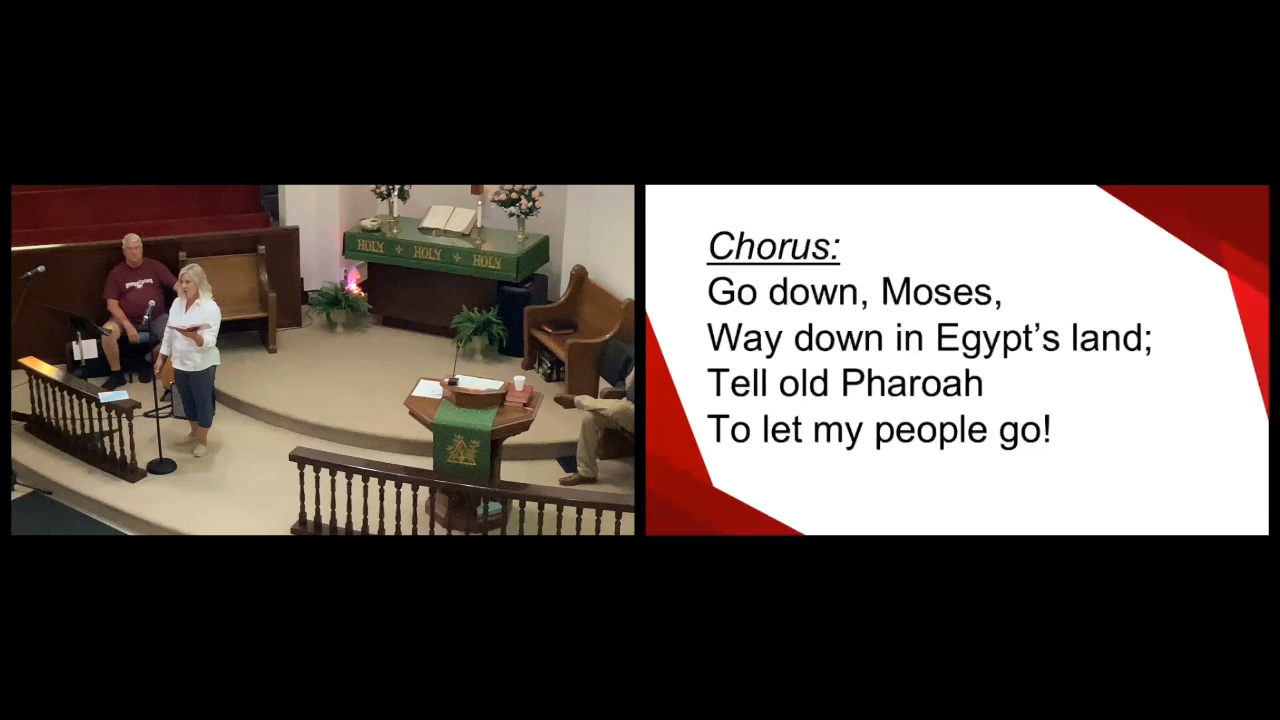 HOLY HOLY HOLY
Chorus:
Go down, Moses,
Way down in Egypt's land;
Tell old Pharoah
To let my people go!